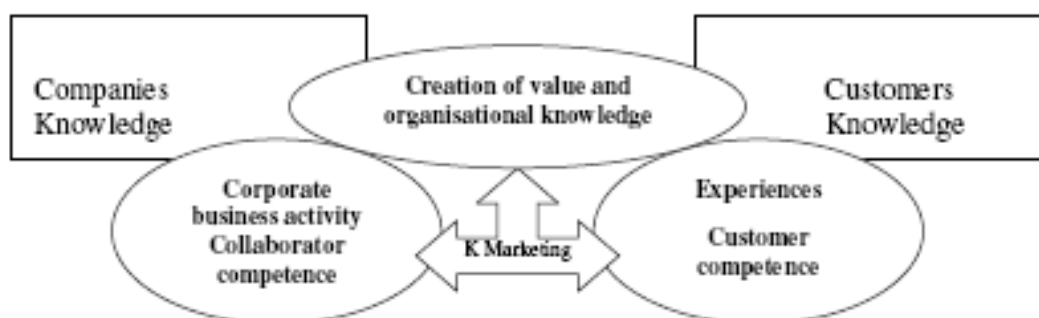 Companies
Knowledge
Creation of value and
organisational knowledge
Customers
Knowledge
Corporate
business activity
Collaborator
competence
K Marketing
Experiences
Customer
competence